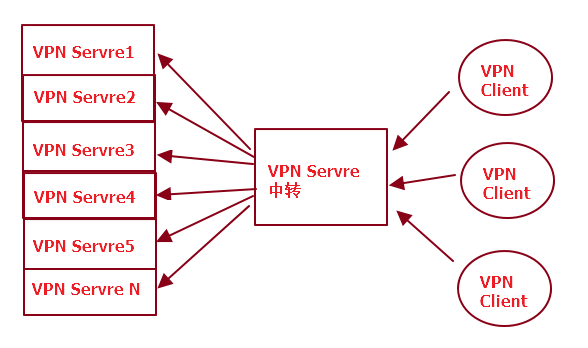 VPN Servre1
VPN Servre2
VPN Servre3
VPN Servre4
VPN Servre5
VPN Servre N
VPN Servre
中转
VPN
Client
VPN
Client
VPN
Client